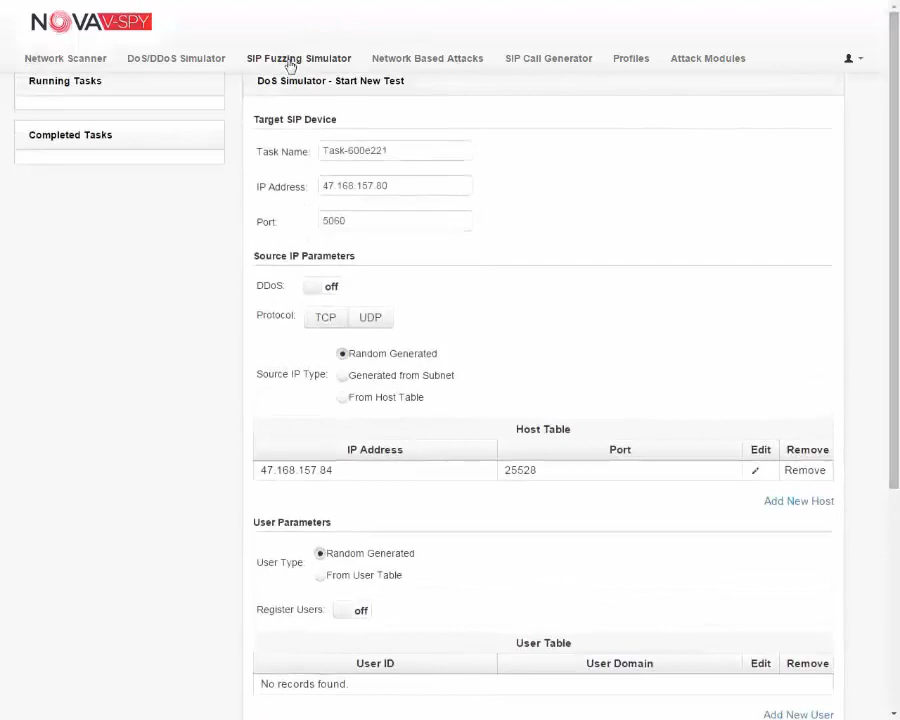 NOVA V-SPY
Network Scanner DoS/DDoS Simulator SIP Fuzzing Simulator Network Based Attacks SIP Call Generator Profiles Attack Modules
Running Tasks
Completed Tasks
DoS Simulator - Start New Test
Target SIP Device
Task Name: Task-600e221
IP Address: 47.168.157.80
Port: 5060
Source IP Parameters
DDoS: off
Protocol: TCP UDP
Source IP Type: Random Generated
Generated from Subnet
From Host Table
Host Table
IP Address Port Edit Remove
47.168.157.84 25528 Remove
Add New Host
User Parameters
User Type: Random Generated
From User Table
Register Users: off
User Table
User ID User Domain Edit Remove
No records found.
Add New User